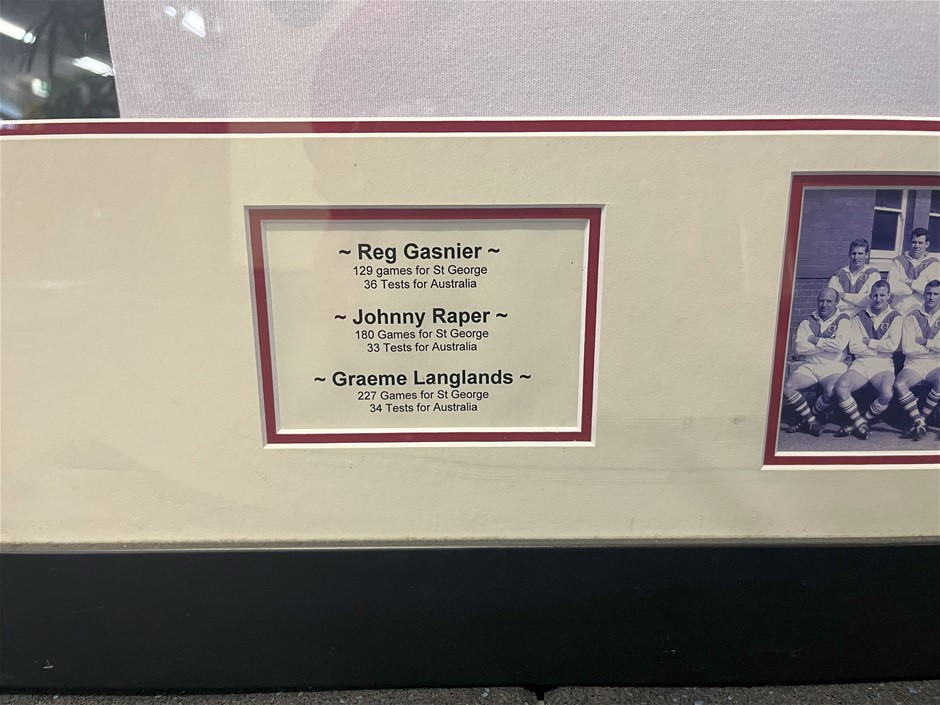 ~ Reg Gasnier ~
129 games for St George
36 Tests for Australia
~ Johnny Raper ~
180 Games for St George
33 Tests for Australia
~ Graeme Langlands ~
227 Games for St George
34 Tests for Australia